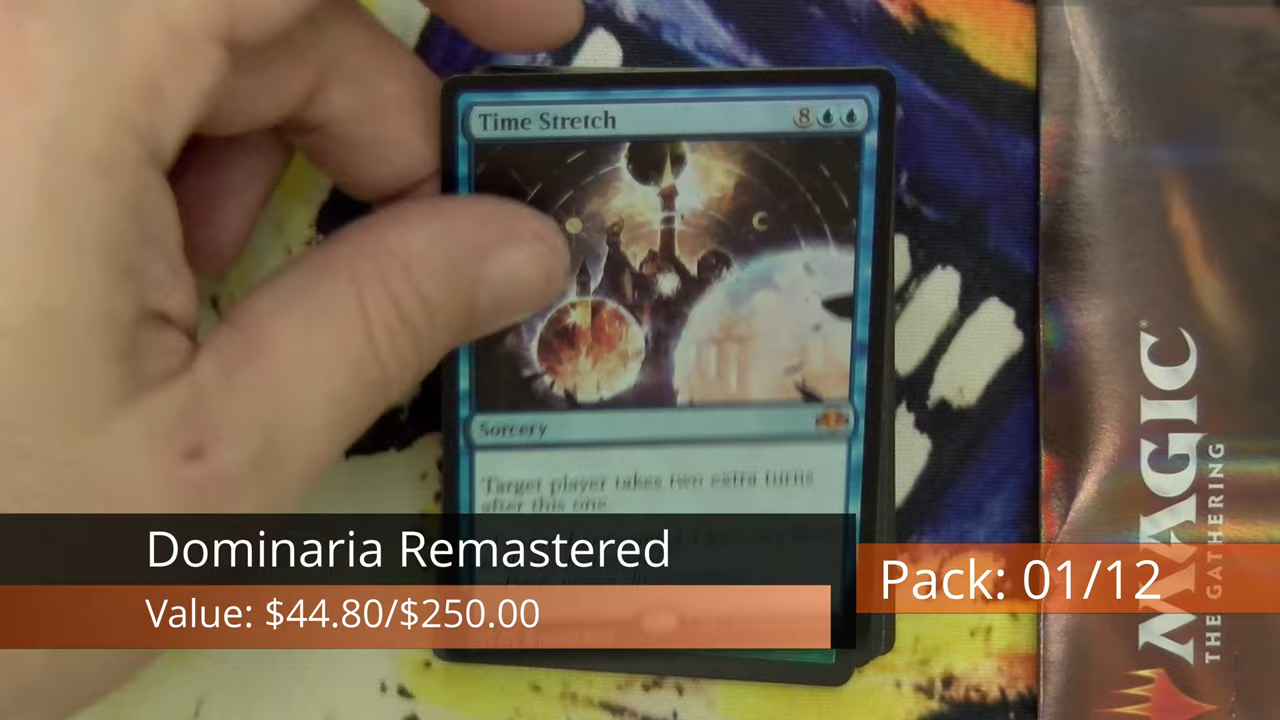 Time Stretch
8
Sorcery
Target player takes two extra turns
after this one.
Dominaria Remastered
Value: $44.80/$250.00
Pack: 01/12
MAGIC
THE GATHERING